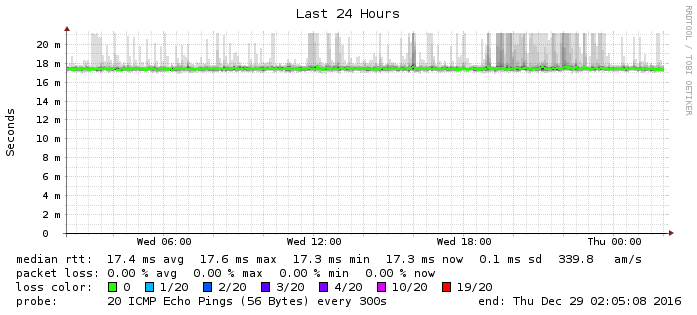 Last 24 Hours
RRDTOOL / TOBI OETIKER
Seconds
20 m
18 m
16 m
14 m
12 m
10 m
8 m
6 m
4 m
2 m
0
Wed 06:00 Wed 12:00 Wed 18:00 Thu 00:00
median rtt: 17.4 ms avg 17.6 ms max 17.3 ms min 17.3 ms now 0.1 ms sd 339.8 am/s
packet loss: 0.00 % avg 0.00 % max 0.00 % min 0.00 % now
loss color: 0 1/20 2/20 3/20 4/20 10/20 19/20
probe: 20 ICMP Echo Pings (56 Bytes) every 300s end: Thu Dec 29 02:05:08 2016